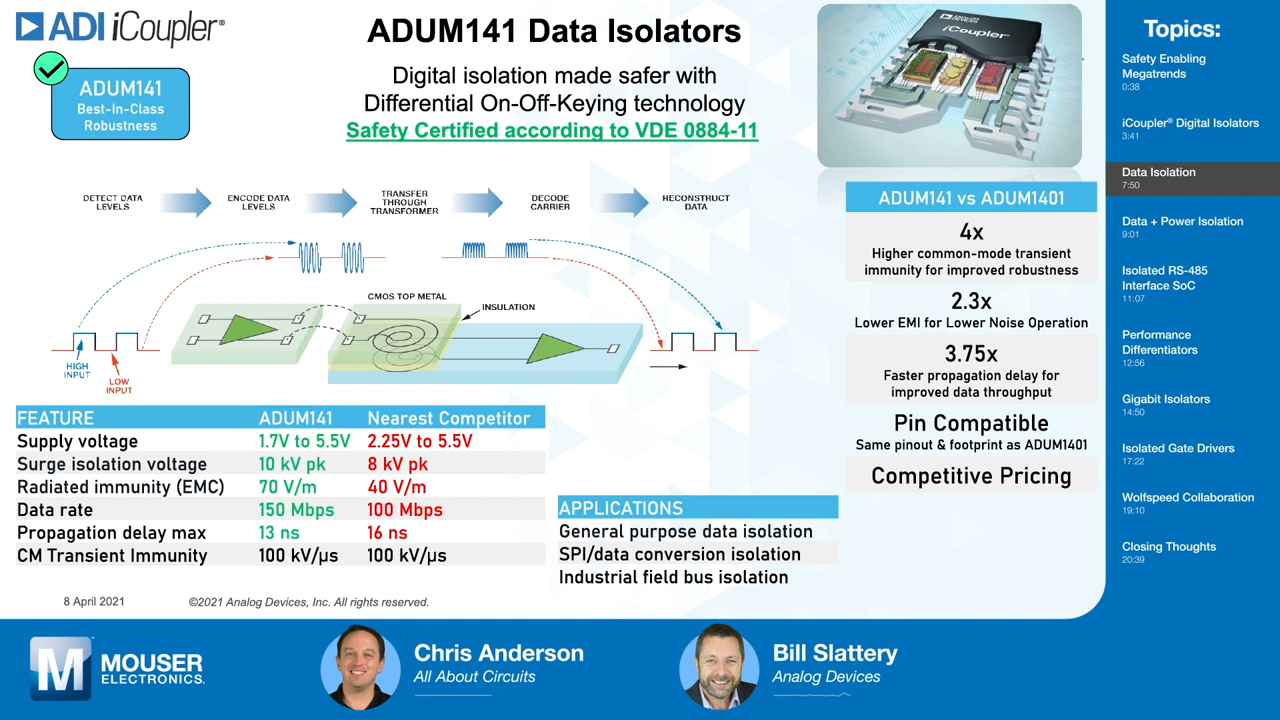 ADI iCoupler®
ADUM141
Best-In-Class
Robustness
ADUM141 Data Isolators
Digital isolation made safer with
Differential On-Off-Keying technology
Safety Certified according to VDE 0884-11
ANALOG DEVICES
iCoupler®
DETECT DATA
LEVELS
ENCODE DATA
LEVELS
TRANSFER
THROUGH
TRANSFORMER
DECODE
CARRIER
RECONSTRUCT
DATA
CMOS TOP METAL
INSULATION
HIGH
INPUT
LOW
INPUT
FEATURE ADUM141 Nearest Competitor
Supply voltage 1.7V to 5.5V 2.25V to 5.5V
Surge isolation voltage 10 kV pk 8 kV pk
Radiated immunity (EMC) 70 V/m 40 V/m
Data rate 150 Mbps 100 Mbps
Propagation delay max 13 ns 16 ns
CM Transient Immunity 100 kV/µs 100 kV/µs
APPLICATIONS
General purpose data isolation
SPI/data conversion isolation
Industrial field bus isolation
ADUM141 vs ADUM1401
4x
Higher common-mode transient
immunity for improved robustness
2.3x
Lower EMI for Lower Noise Operation
3.75x
Faster propagation delay for
improved data throughput
Pin Compatible
Same pinout & footprint as ADUM1401
Competitive Pricing
8 April 2021 ©2021 Analog Devices, Inc. All rights reserved.
Topics:
Safety Enabling
Megatrends
0:38
iCoupler® Digital Isolators
3:41
Data Isolation
7:50
Data + Power Isolation
9:01
Isolated RS-485
Interface SoC
11:07
Performance
Differentiators
12:56
Gigabit Isolators
14:50
Isolated Gate Drivers
17:22
Wolfspeed Collaboration
19:10
Closing Thoughts
20:39
M
MOUSER
ELECTRONICS.
Chris Anderson
All About Circuits
Bill Slattery
Analog Devices